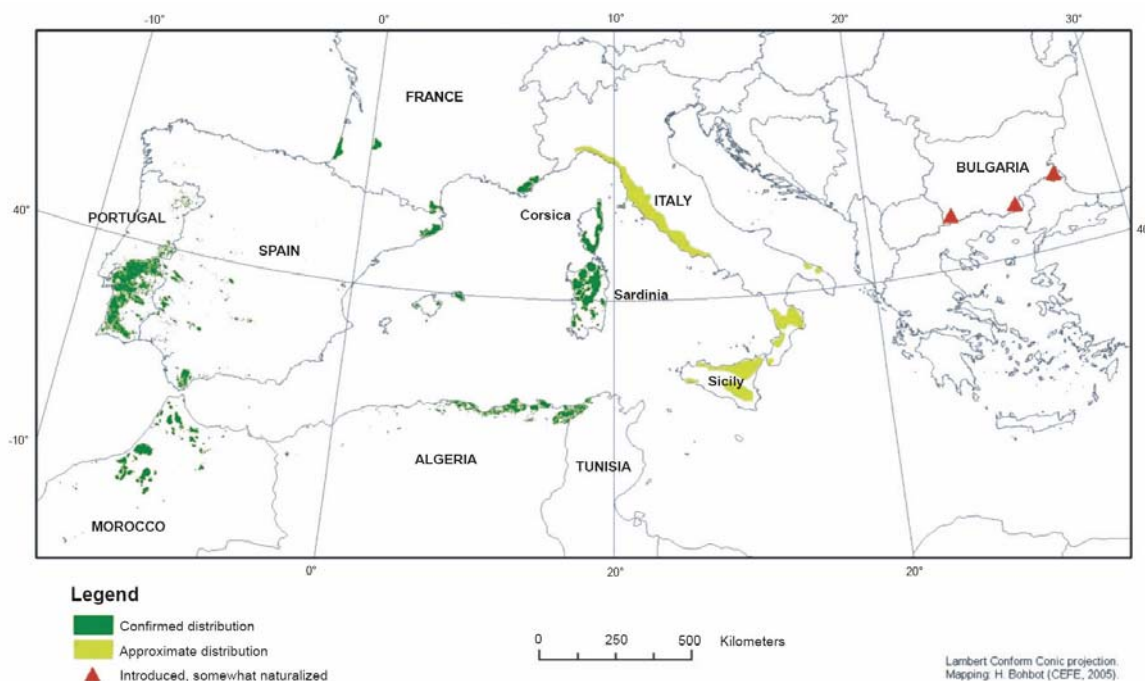 -10°
0°
10°
20°
30°
FRANCE
BULGARIA
Corsica
ITALY
40°
PORTUGAL
SPAIN
40
Sardinia
Sicily
-10°
ALGERIA
TUNISIA
MOROCCO
0°
20°
20°
Legend
Confirmed distribution
Approximate distribution
Introduced, somewhat naturalized
0 250 500 Kilometers
Lambert Conform Conic projection.
Mapping: H. Bohbot (CEFE, 2005).